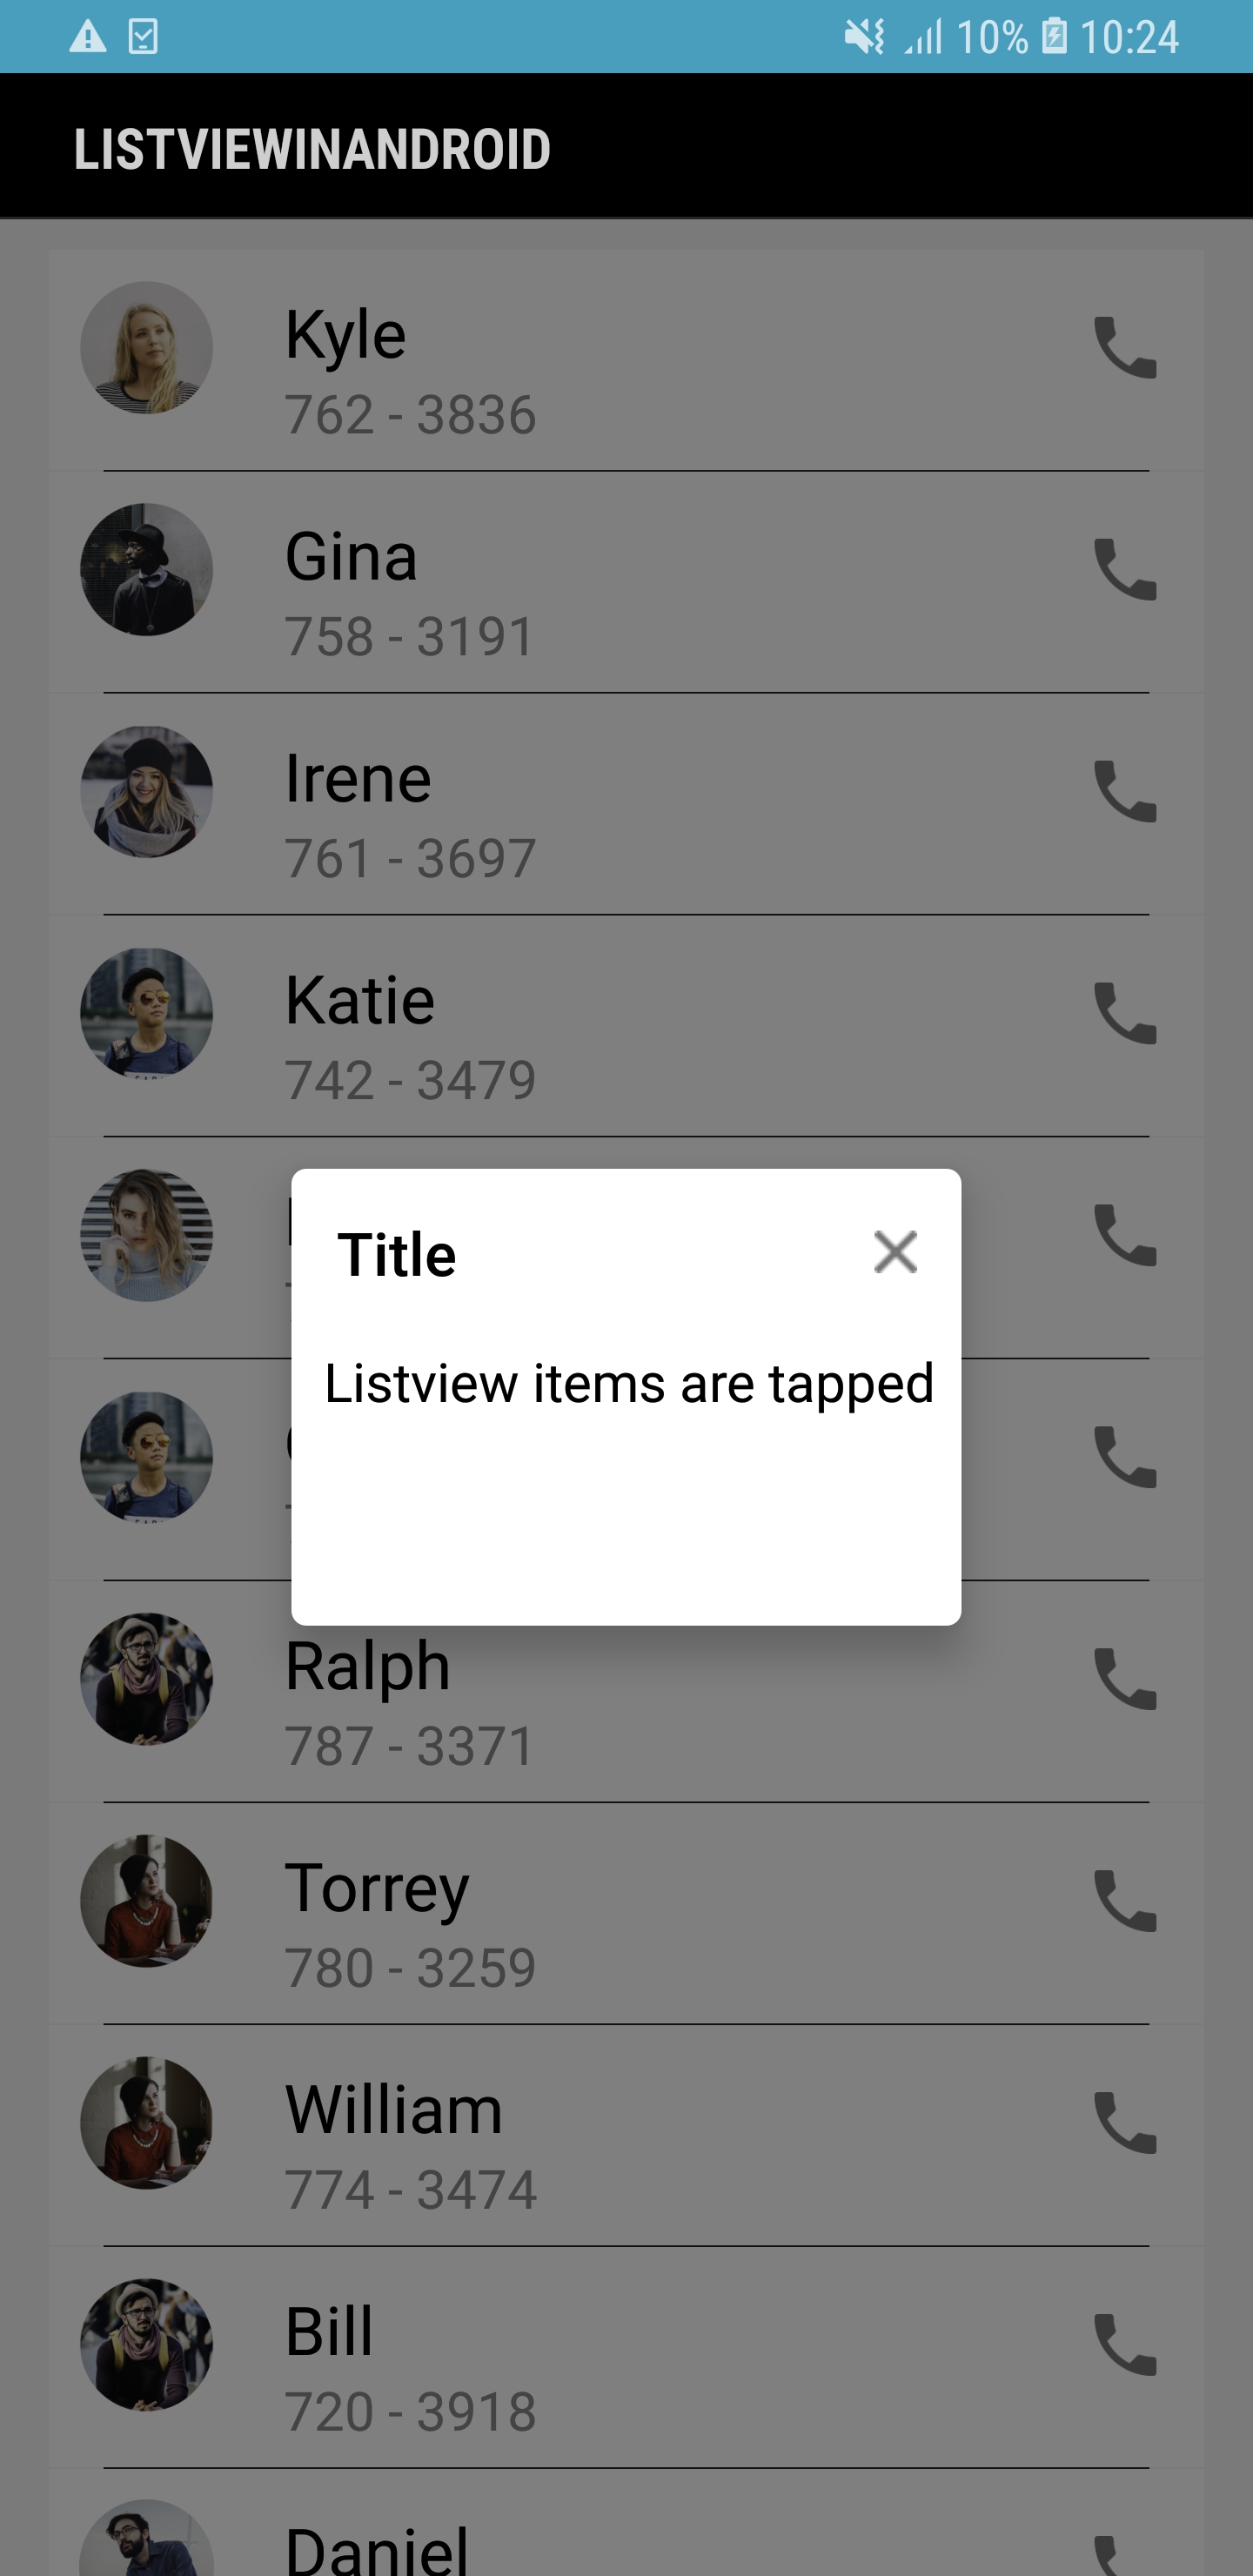 10% 10:24
LISTVIEWINANDROID
Kyle
762 - 3836
Gina
758 - 3191
Irene
761 - 3697
Katie
742 - 3479
Title
Listview items are tapped
Ralph
787 - 3371
Torrey
780 - 3259
William
774 - 3474
Bill
720 - 3918
Daniel